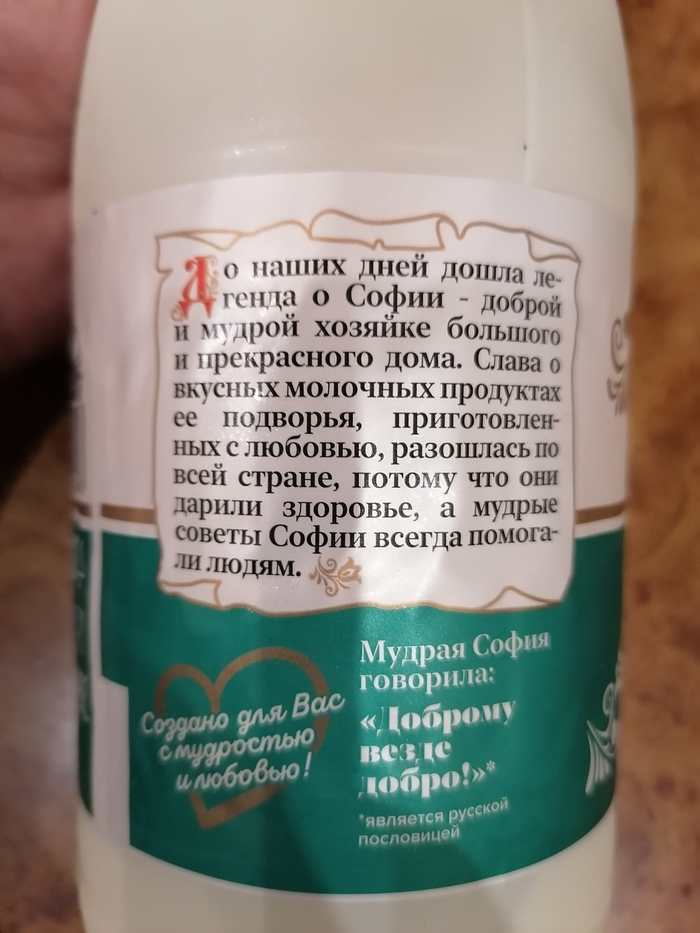 До наших дней дошла ле-
генда о Софии - доброй
и мудрой хозяйке большого
и прекрасного дома. Слава о
вкусных молочных продуктах
ее подворья, приготовлен-
ных с любовью, разошлась по
всей стране, потому что они
дарили здоровье, а мудрые
советы Софии всегда помога-
ли людям.
Создано для Вас
с мудростью
и любовью!
Мудрая София
говорила:
«Доброму
везде
добро!»*
*является русской
пословицей